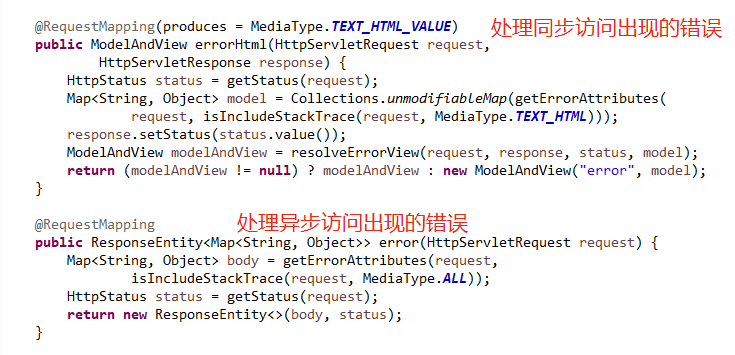 @RequestMapping(produces = MediaType.TEXT_HTML_VALUE) 处理同步访问出现的错误
public ModelAndView errorHtml(HttpServletRequest request,
        HttpServletResponse response) {
    HttpStatus status = getStatus(request);
    Map<String, Object> model = Collections.unmodifiableMap(getErrorAttributes(
            request, isIncludeStackTrace(request, MediaType.TEXT_HTML)));
    response.setStatus(status.value());
    ModelAndView modelAndView = resolveErrorView(request, response, status, model);
    return (modelAndView != null) ? modelAndView : new ModelAndView("error", model);
}
@RequestMapping 处理异步访问出现的错误
public ResponseEntity<Map<String, Object>> error(HttpServletRequest request) {
    Map<String, Object> body = getErrorAttributes(request,
            isIncludeStackTrace(request, MediaType.ALL));
    HttpStatus status = getStatus(request);
    return new ResponseEntity<>(body, status);
}